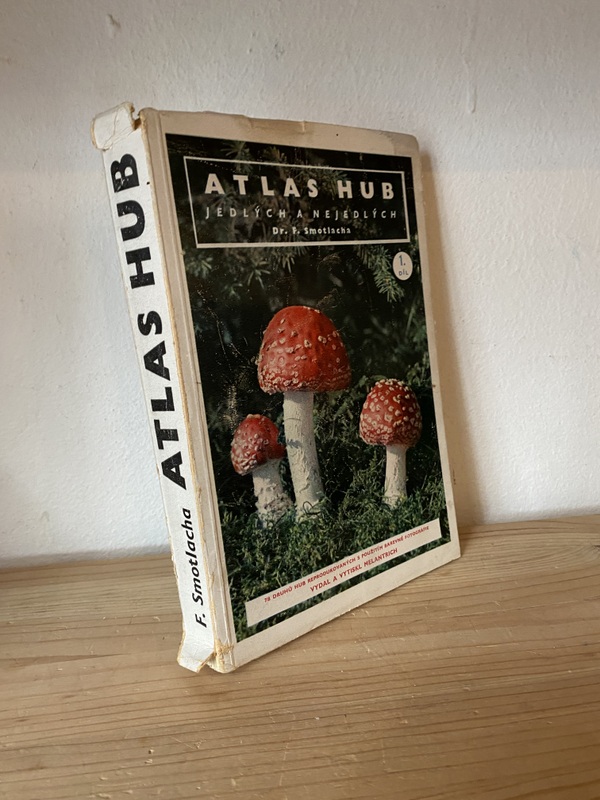 ATLAS HUB
F. Smotlacha
ATLAS HUB
JEDLÝCH A NEJEDLÝCH
Dr. F. Smotlacha
1.
DÍL
78 DRUHŮ HUB REPRODUKOVANÝCH S POUŽITÍM BAREVNÉ FOTOGRAFIE
VYDAL A VYTISKL MELANTRICH